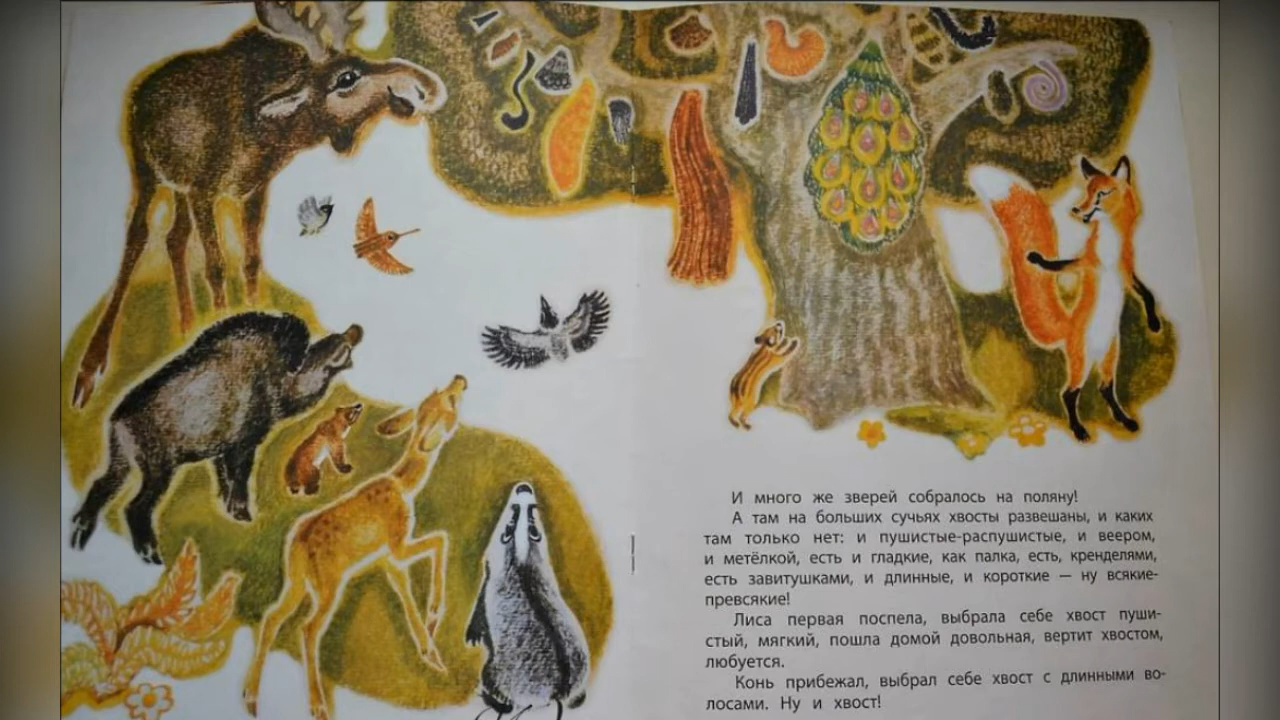 И много же зверей собралось на поляну!
А там на больших сучьях хвосты развешаны, и каких
там только нет: и пушистые-распушистые, и веером,
и метёлкой, есть и гладкие, как палка, есть, кренделями,
есть завитушками, и длинные, и короткие — ну всякие-
превсякие!
Лиса первая поспела, выбрала себе хвост пуши-
стый, мягкий, пошла домой довольная, вертит хвостом,
любуется.
Конь прибежал, выбрал себе хвост с длинными во-
лосами. Ну и хвост!